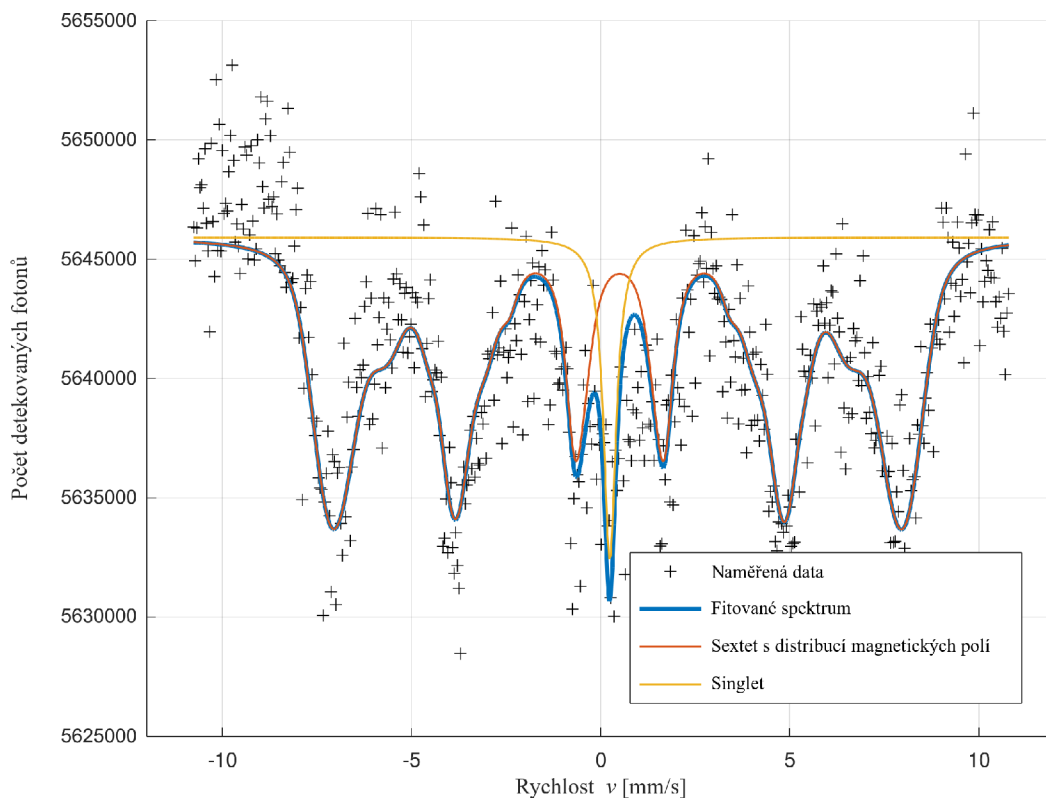 5655000
5650000
5645000
5640000
5635000
5630000
5625000
Počet detekovaných fotonů
-10
-5
0
5
10
Rychlost v [mm/s]
Naměřená data
Fitované spektrum
Sextet s distribucí magnetických polí
Singlet